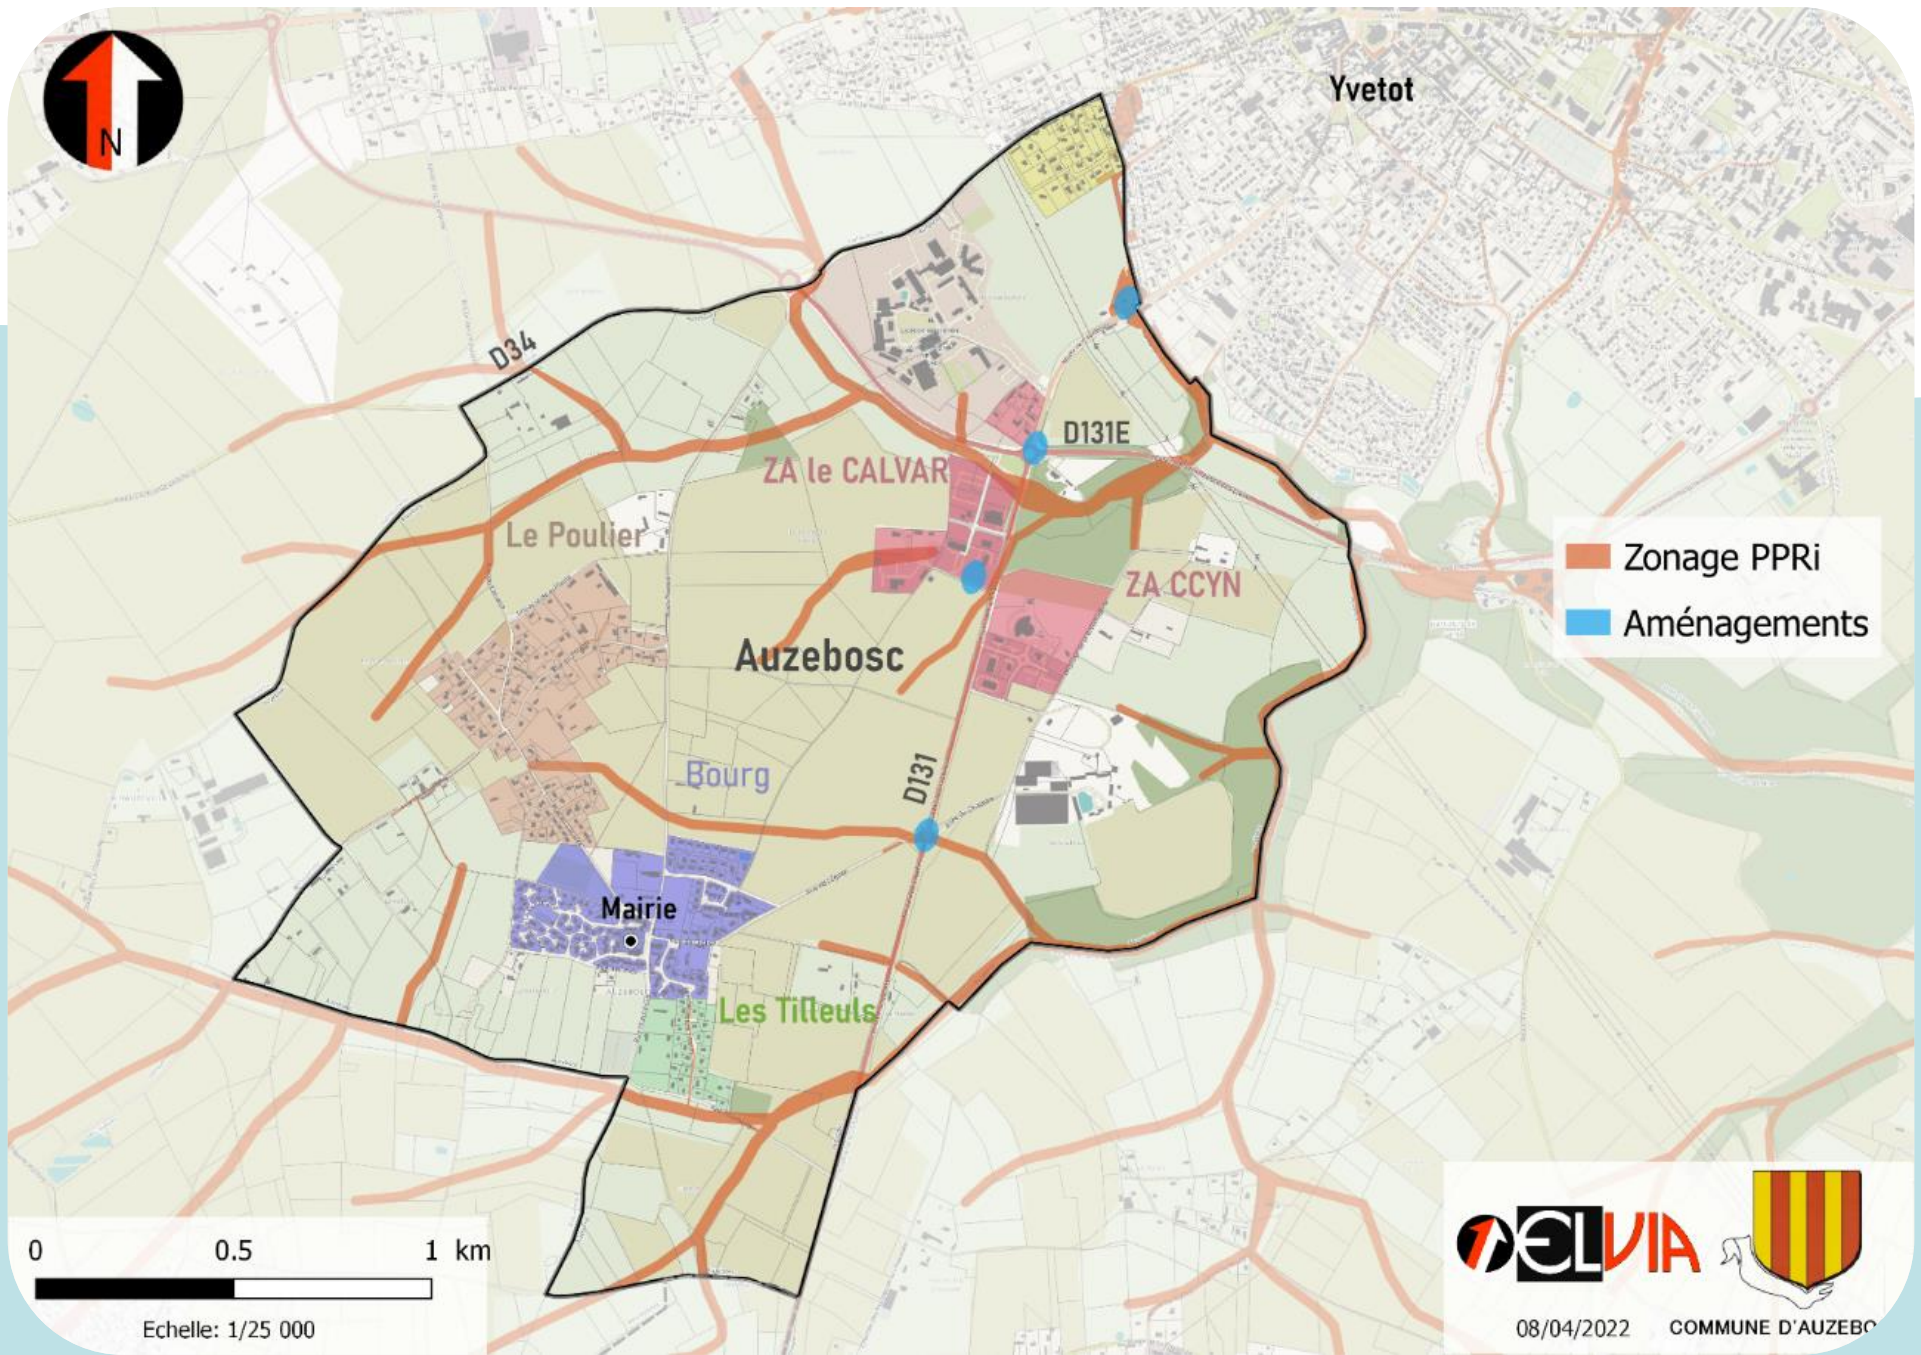 N
Yvetot
D34
D131E
ZA le CALVAR
Le Poulier
ZA CCYN
Zonage PPRi
Aménagements
Auzebosc
Bourg
D131
Mairie
Les Tilleuls
0 0.5 1 km
Echelle: 1/25 000
ELVIA
08/04/2022
COMMUNE D'AUZEBO